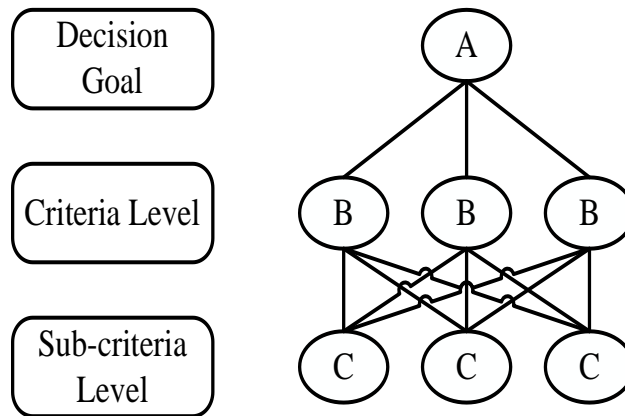 Decision
Goal
A
Criteria Level
B B B
Sub-criteria
Level
C C C